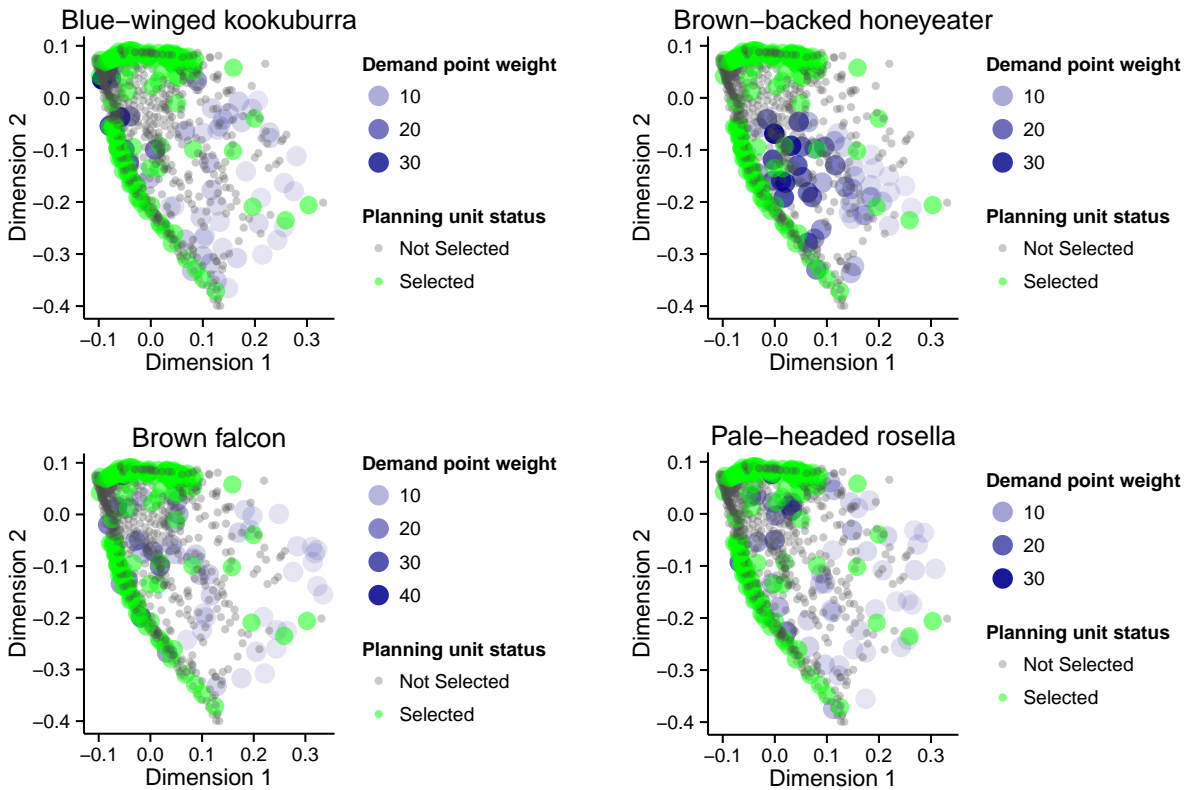 Blue−winged kookuburra
Dimension 2
0.1
0.0
−0.1
−0.2
−0.3
−0.4
−0.1 0.0 0.1 0.2 0.3
Dimension 1
Demand point weight
10
20
30
Planning unit status
Not Selected
Selected
Brown−backed honeyeater
Dimension 2
0.1
0.0
−0.1
−0.2
−0.3
−0.4
−0.1 0.0 0.1 0.2 0.3
Dimension 1
Demand point weight
10
20
30
Planning unit status
Not Selected
Selected
Brown falcon
Dimension 2
0.1
0.0
−0.1
−0.2
−0.3
−0.4
−0.1 0.0 0.1 0.2 0.3
Dimension 1
Demand point weight
10
20
30
40
Planning unit status
Not Selected
Selected
Pale−headed rosella
Dimension 2
0.1
0.0
−0.1
−0.2
−0.3
−0.4
−0.1 0.0 0.1 0.2 0.3
Dimension 1
Demand point weight
10
20
30
Planning unit status
Not Selected
Selected